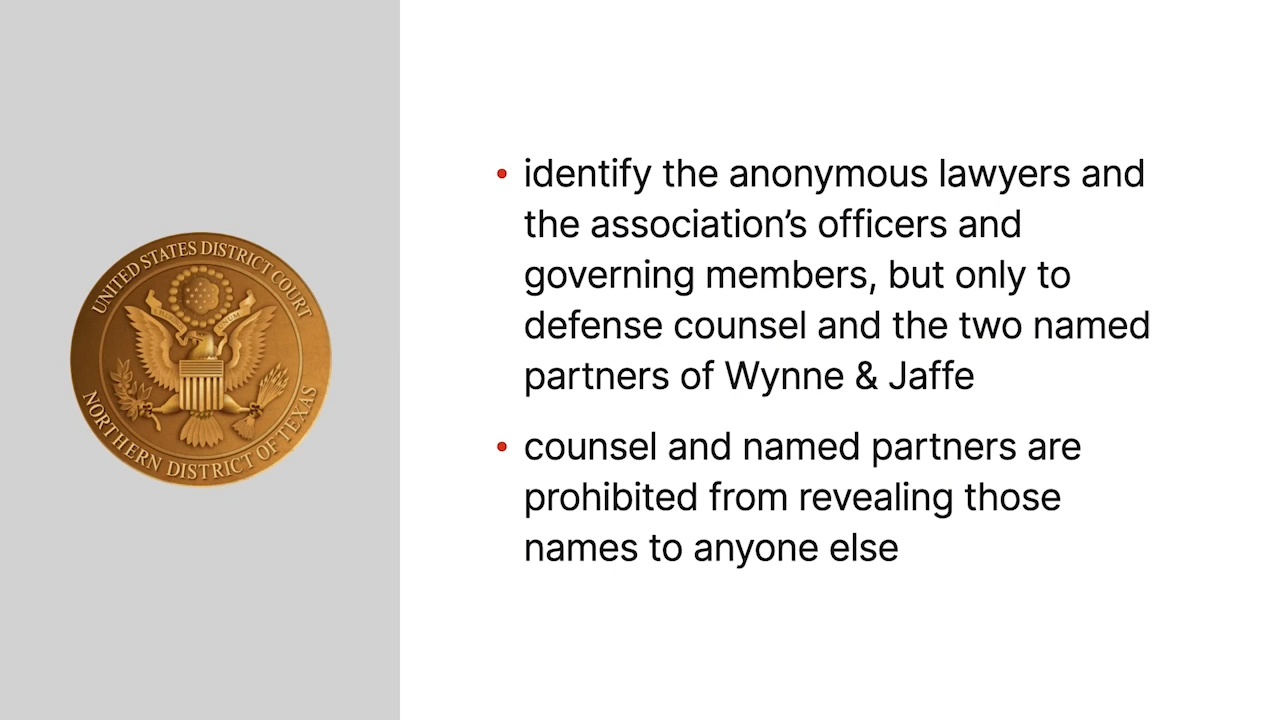 UNITED STATES DISTRICT COURT
NORTHERN DISTRICT OF TEXAS
• identify the anonymous lawyers and
the association’s officers and
governing members, but only to
defense counsel and the two named
partners of Wynne & Jaffe
• counsel and named partners are
prohibited from revealing those
names to anyone else